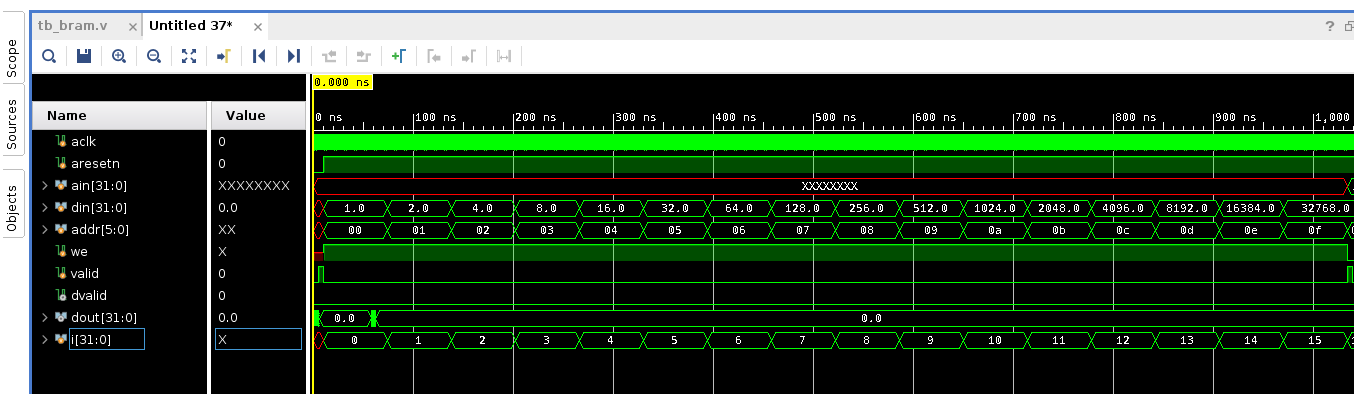 tb_bram.v × Untitled 37* ×
?
Scope
Sources
Objects
0.000 ns
Name Value
0 ns 100 ns 200 ns 300 ns 400 ns 500 ns 600 ns 700 ns 800 ns 900 ns 1,000
aclk 0
aresetn 0
ain[31:0] XXXXXXXX XXXXXXXX
din[31:0] 0.0 1.0 2.0 4.0 8.0 16.0 32.0 64.0 128.0 256.0 512.0 1024.0 2048.0 4096.0 8192.0 16384.0 32768.0
addr[5:0] XX 00 01 02 03 04 05 06 07 08 09 0a 0b 0c 0d 0e 0f
we X
valid 0
dvalid 0
dout[31:0] 0.0 0.0 0.0
i[31:0] X 0 1 2 3 4 5 6 7 8 9 10 11 12 13 14 15